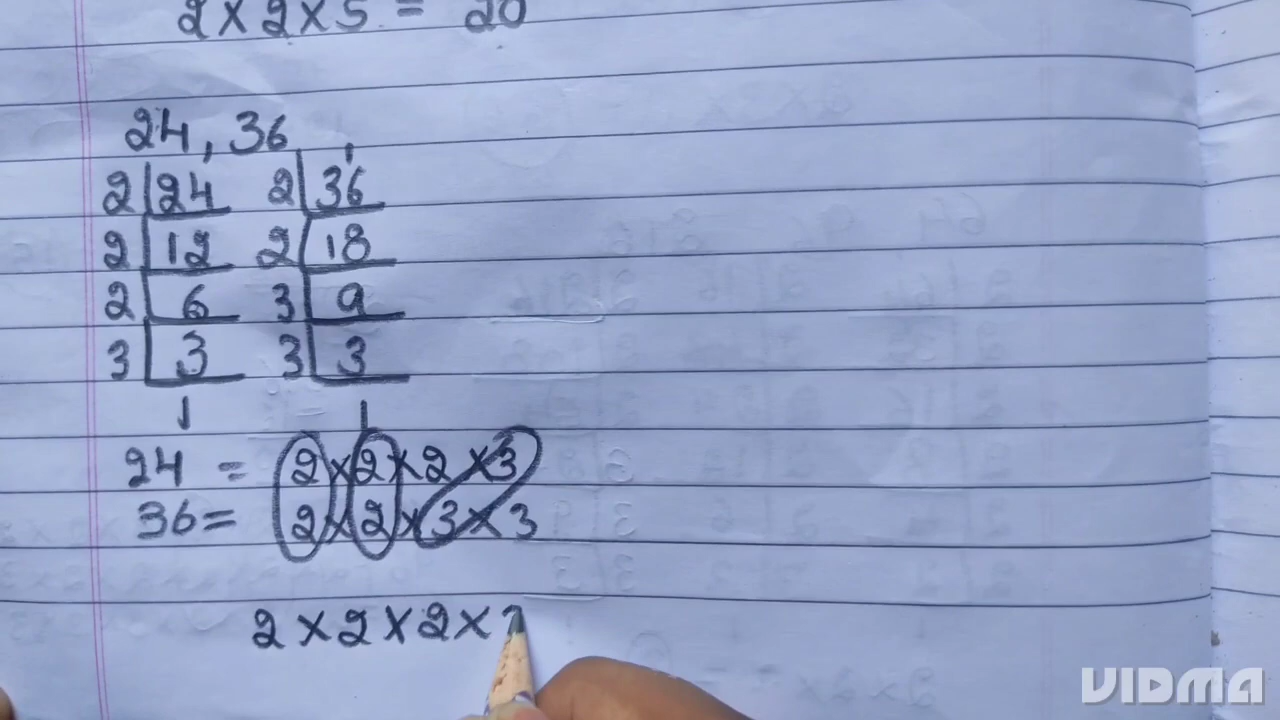 2 × 2 × 5 = 20
24, 36,
2 | 24 2 | 36
2 | 12 2 | 18
2 | 6 3 | 9
3 | 3 3 | 3
1 1
24 = 2 × 2 × 2 × 3
36 = 2 × 2 × 3 × 3
2 × 2 × 2 ×
VIDMA